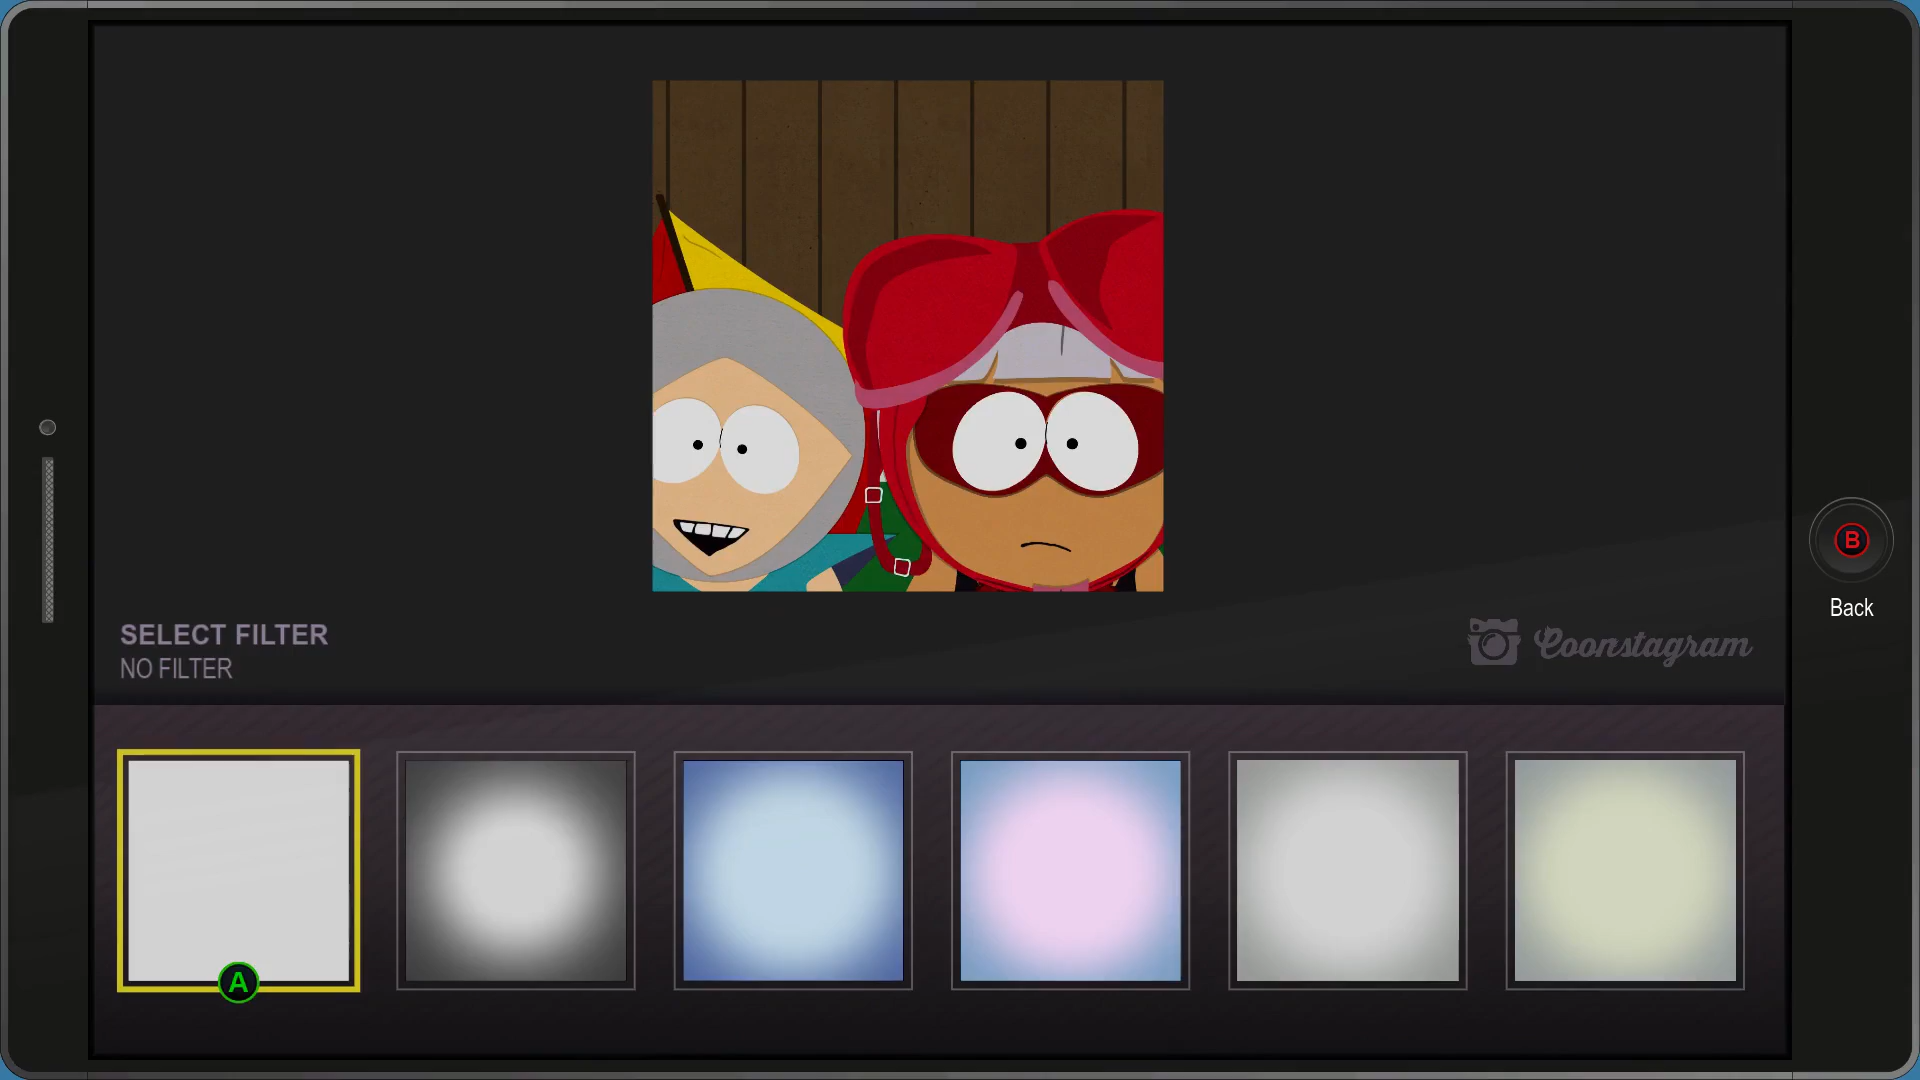 SELECT FILTER
NO FILTER
Coonstagram
B
Back
A